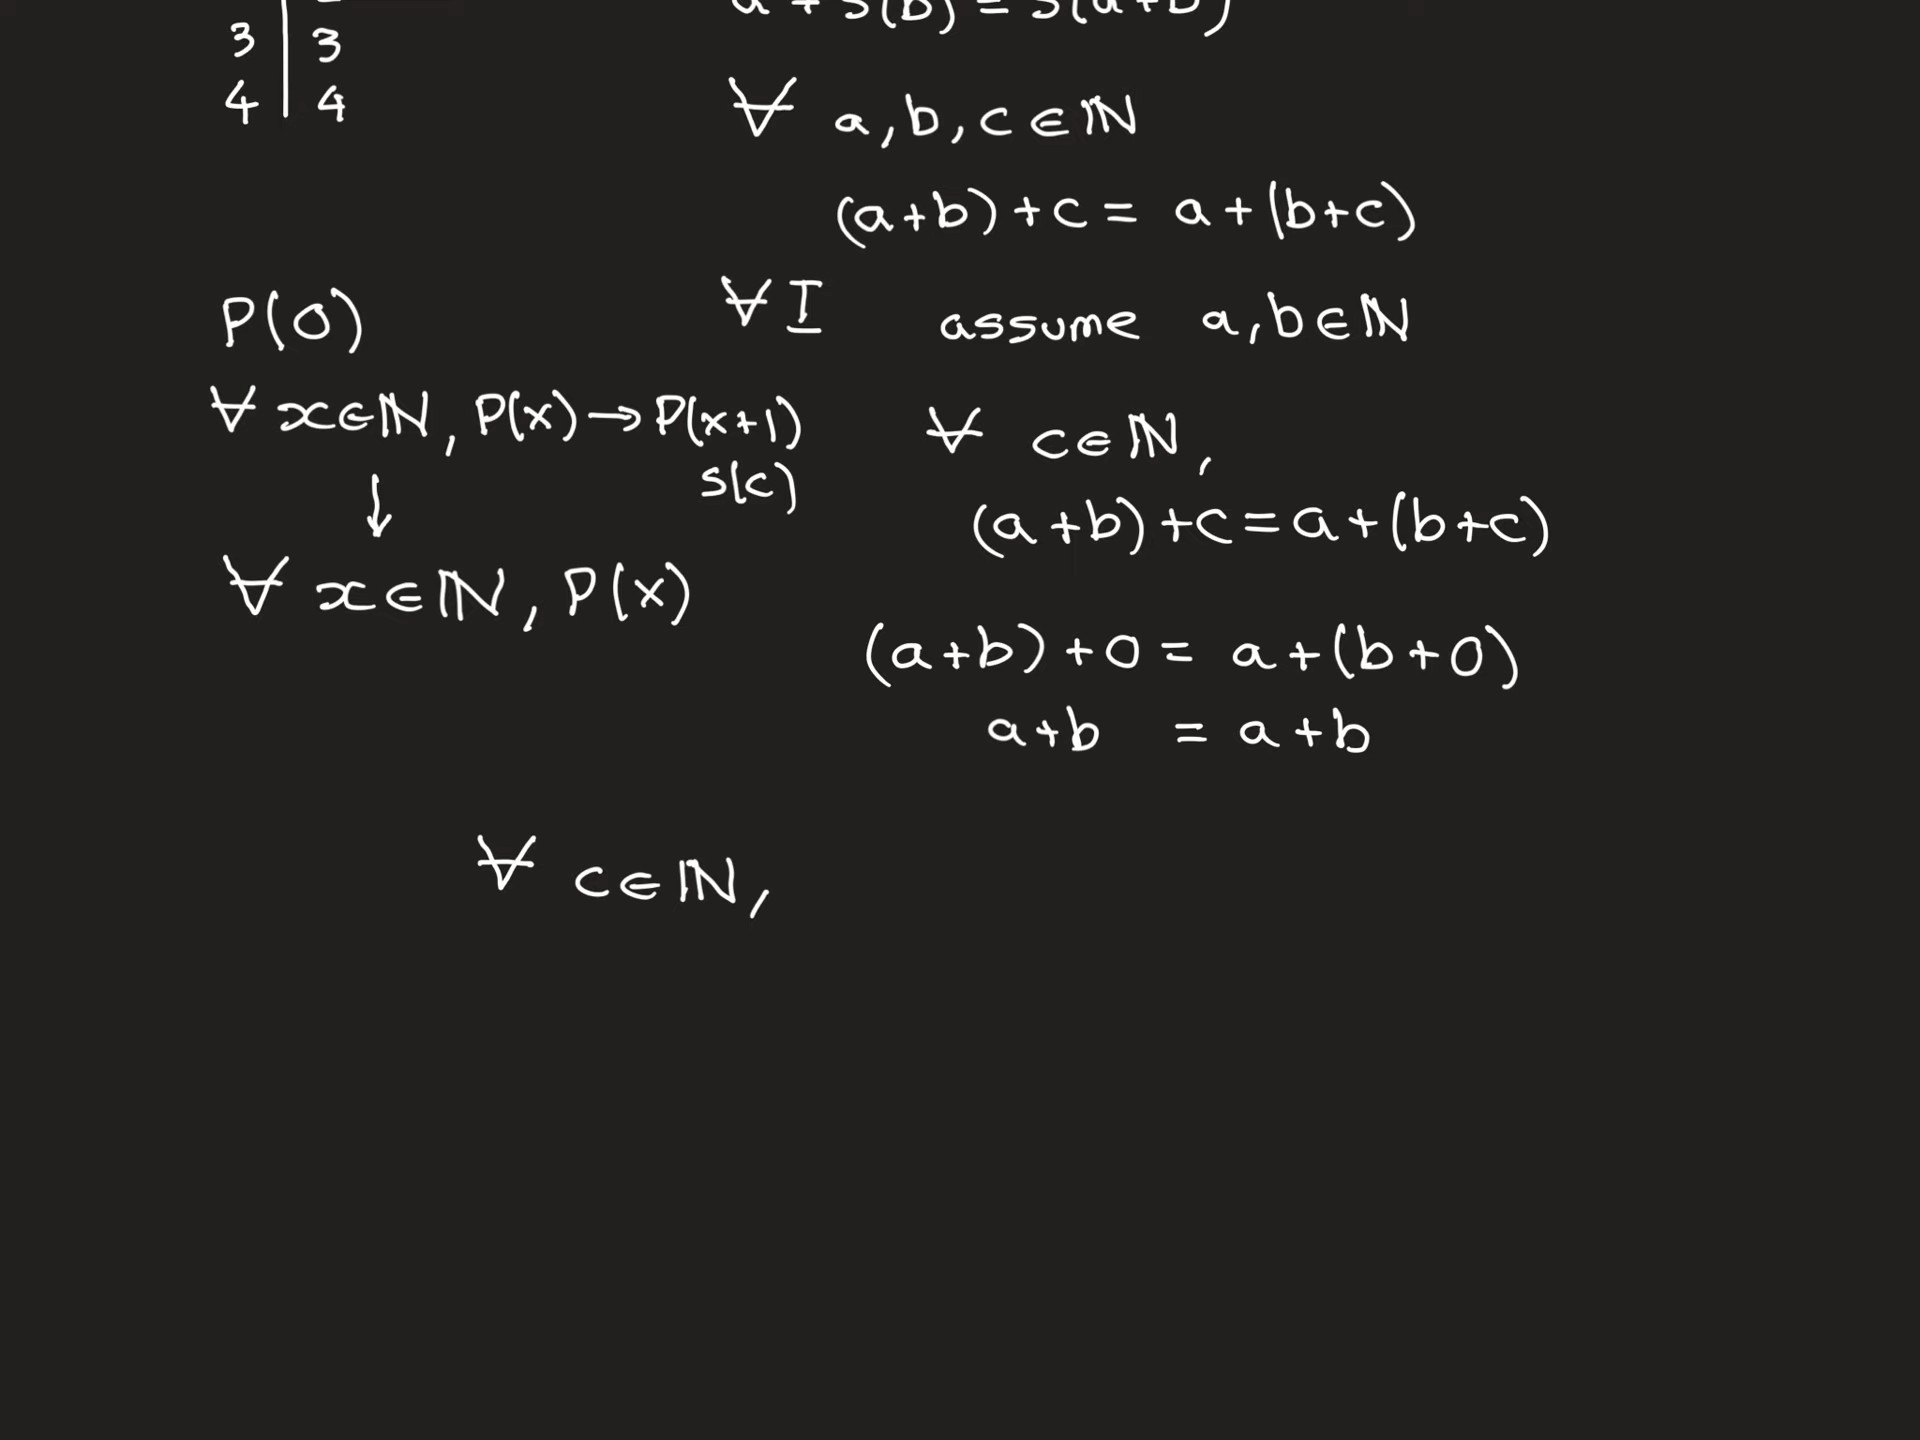 a + S(b) = S(a+b)
3 | 3
4 | 4
∀ a,b,c∈ℕ
(a+b)+c = a+(b+c)
∀I assume a,b∈ℕ
P(0)
∀ x∈ℕ, P(x)→P(x+1)
S(c)
↓
∀ x∈ℕ, P(x)
∀ c∈ℕ,
(a+b)+c=a+(b+c)
(a+b)+0 = a+(b+0)
a+b = a+b
∀ c∈ℕ,